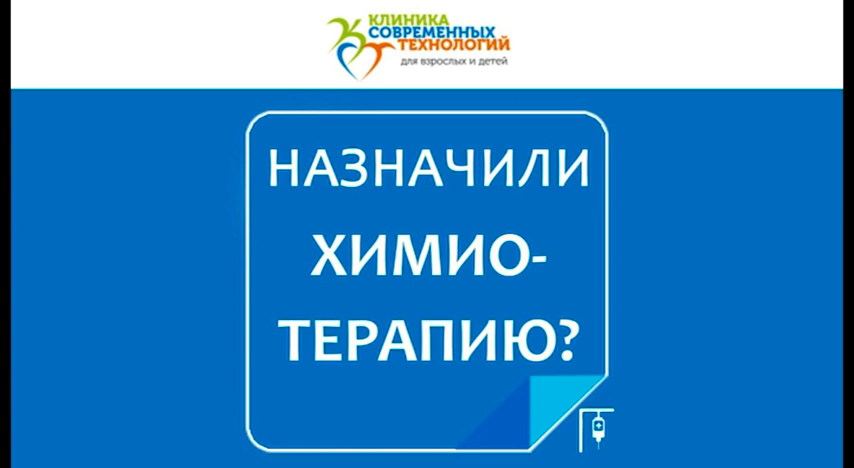 КЛИНИКА
СОВРЕМЕННЫХ
ТЕХНОЛОГИЙ
для взрослых и детей
НАЗНАЧИЛИ
ХИМИО-
ТЕРАПИЮ?